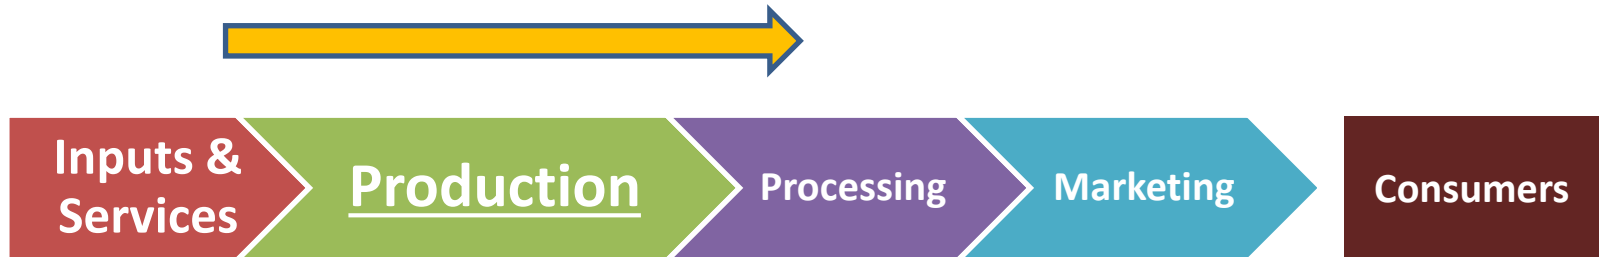 Inputs &
Services
Production
Processing
Marketing
Consumers